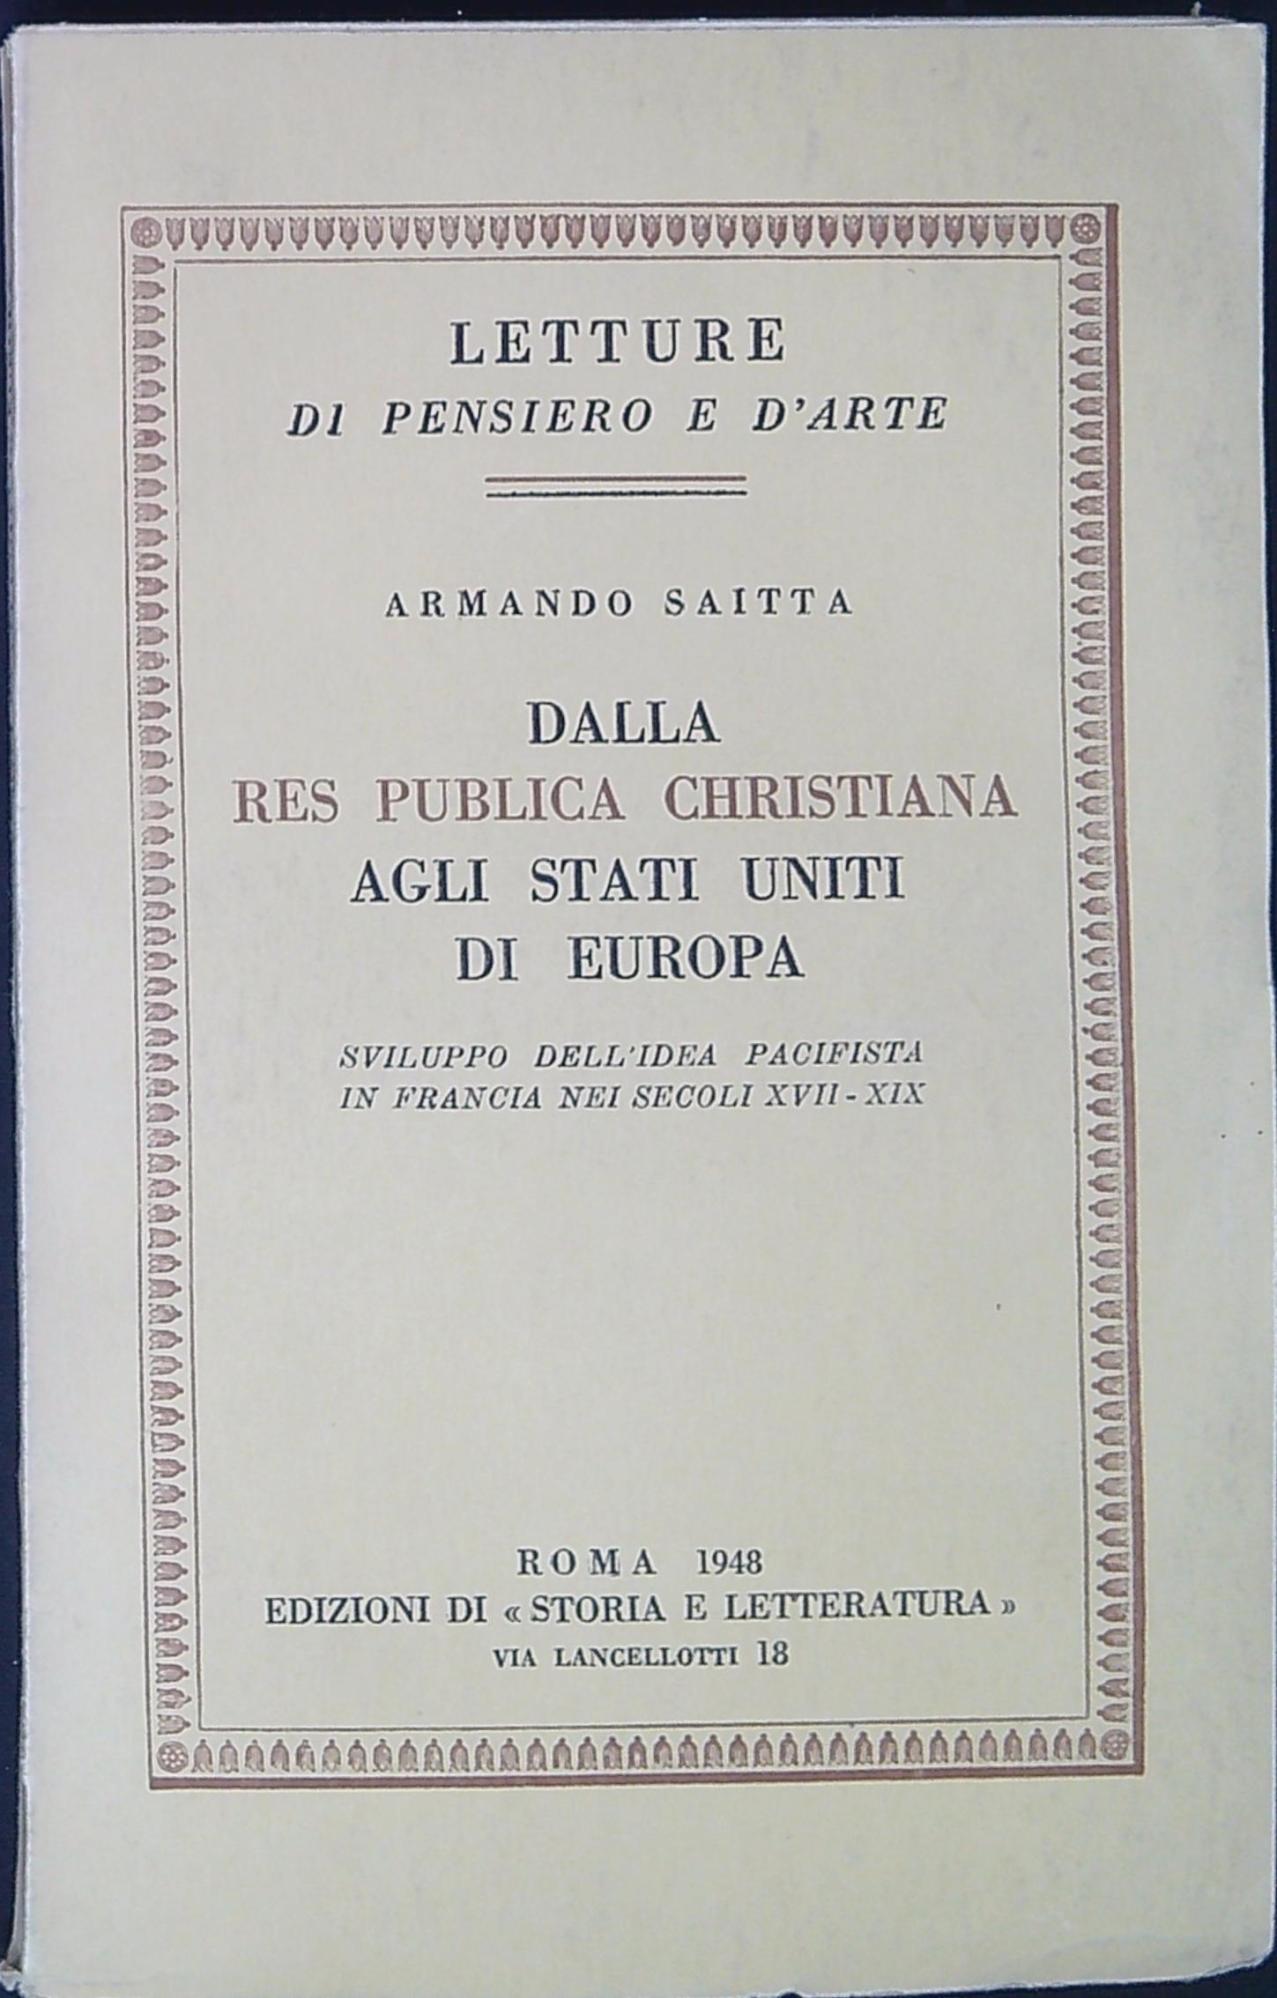 LETTURE
DI PENSIERO E D'ARTE
ARMANDO SAITTA
DALLA
RES PUBLICA CHRISTIANA
AGLI STATI UNITI
DI EUROPA
SVILUPPO DELL'IDEA PACIFISTA
IN FRANCIA NEI SECOLI XVII - XIX
ROMA 1948
EDIZIONI DI « STORIA E LETTERATURA »
VIA LANCELLOTTI 18